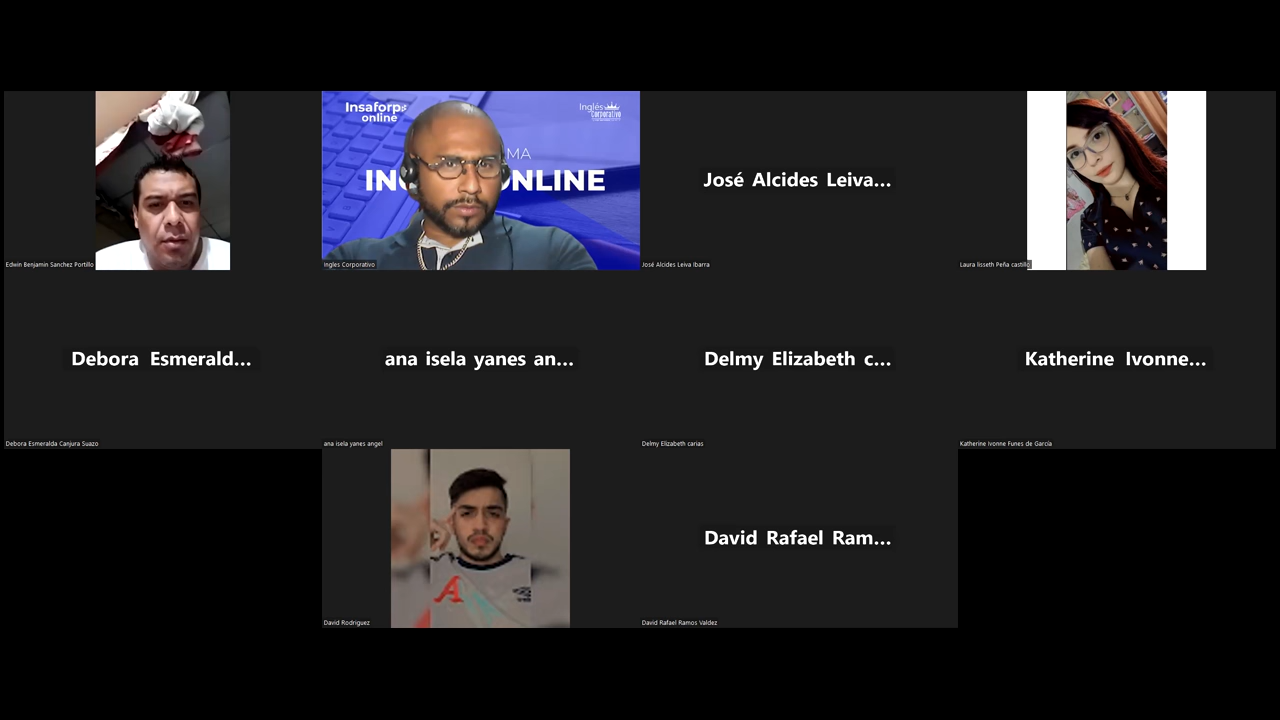 Insaforp
online
Inglés
Corporativo
MA
IN ONLINE
José Alcides Leiva...
Edwin Benjamin Sanchez Portillo
Ingles Corporativo
José Alcides Leiva Ibarra
Laura lisseth Peña castillo
Debora Esmerald...
ana isela yanes an...
Delmy Elizabeth c...
Katherine Ivonne...
Debora Esmeralda Canjura Suazo
ana isela yanes angel
Delmy Elizabeth carias
Katherine Ivonne Funes de García
A
David Rafael Ram...
David Rodriguez
David Rafael Ramos Valdez